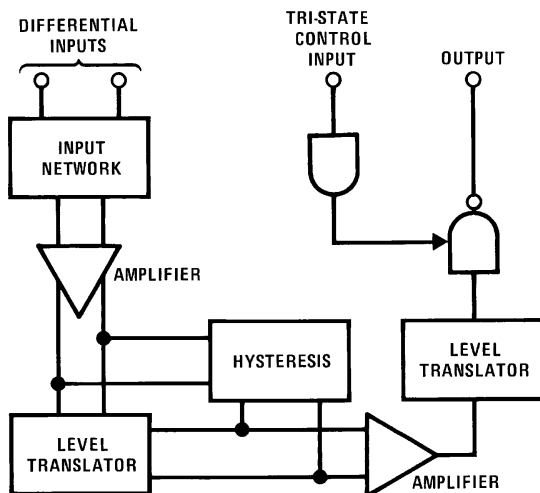 DIFFERENTIAL
INPUTS
TRI-STATE
CONTROL
INPUT
OUTPUT
INPUT
NETWORK
AMPLIFIER
HYSTERESIS
LEVEL
TRANSLATOR
LEVEL
TRANSLATOR
AMPLIFIER